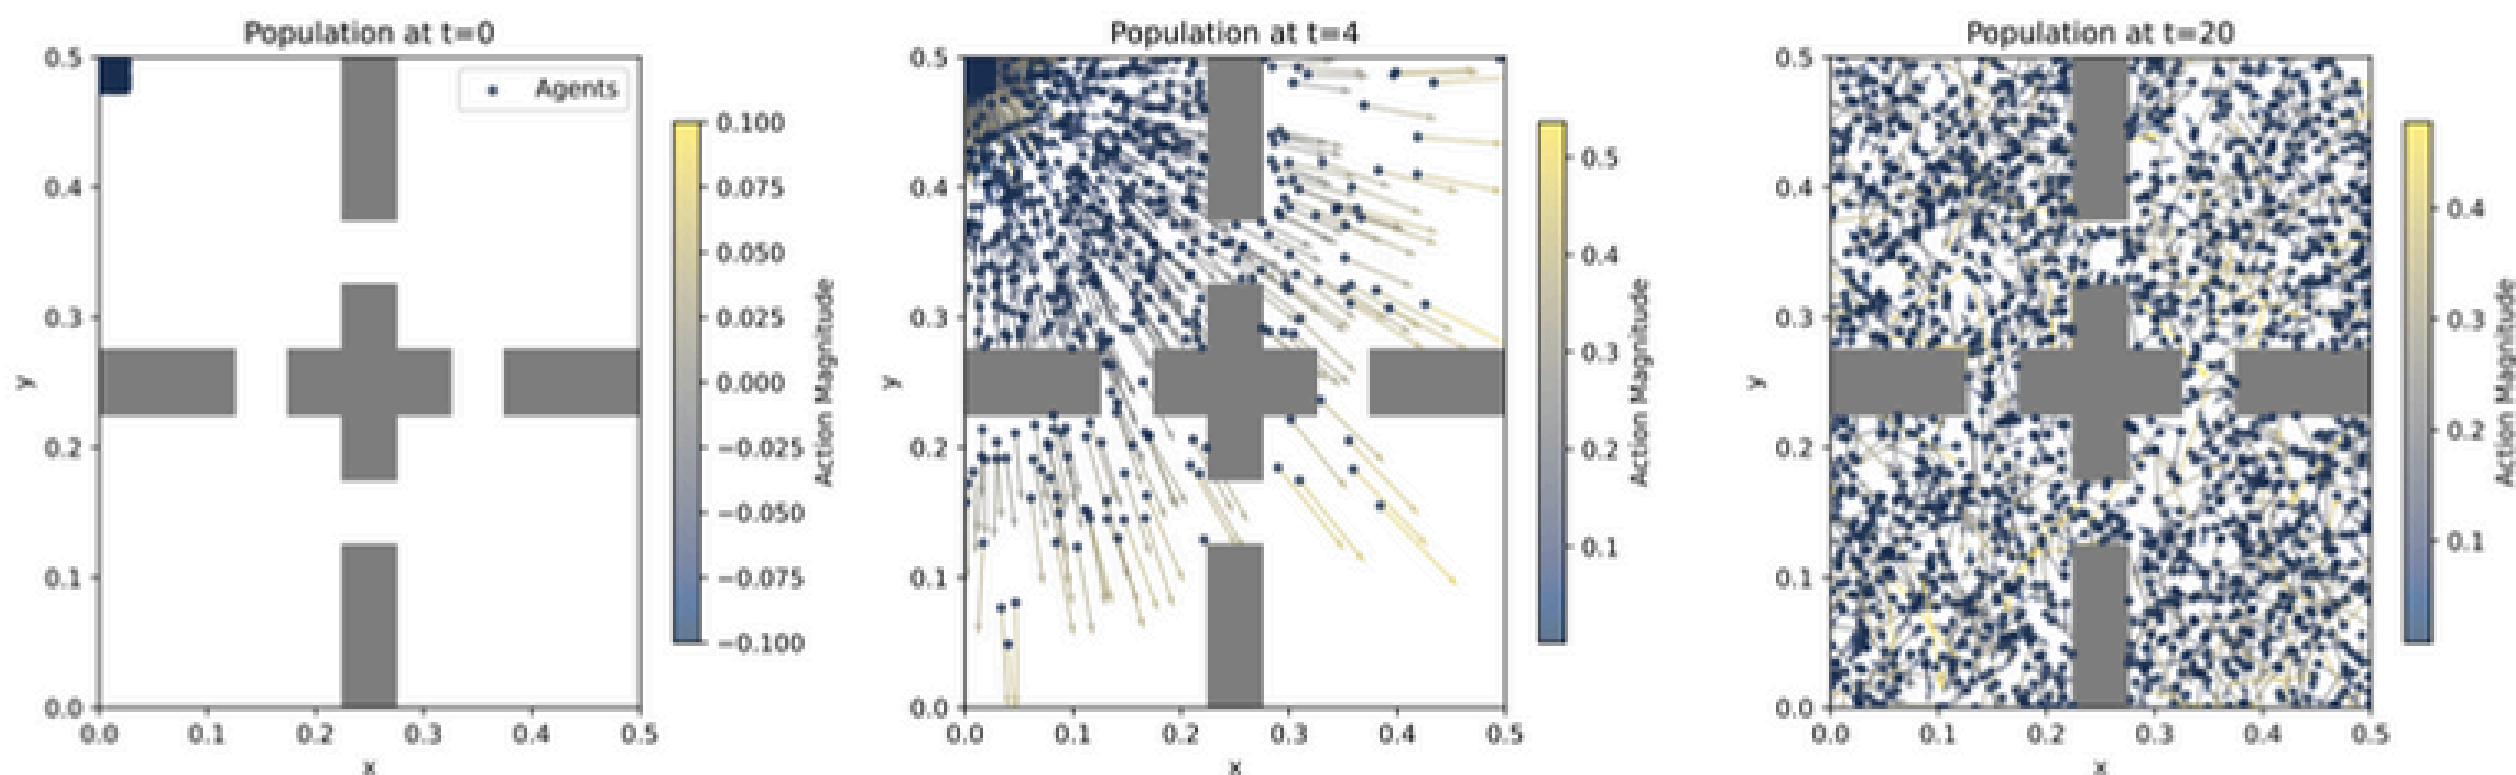 Population at t=0
Agents
0.5
0.4
0.3
0.2
0.1
0.0
y
0.0 0.1 0.2 0.3 0.4 0.5
x
0.100
0.075
0.050
0.025
0.000
−0.025
−0.050
−0.075
−0.100
Action Magnitude
Population at t=4
0.5
0.4
0.3
0.2
0.1
0.0
y
0.0 0.1 0.2 0.3 0.4 0.5
x
0.5
0.4
0.3
0.2
0.1
Action Magnitude
Population at t=20
0.5
0.4
0.3
0.2
0.1
0.0
y
0.0 0.1 0.2 0.3 0.4 0.5
x
0.4
0.3
0.2
0.1
Action Magnitude